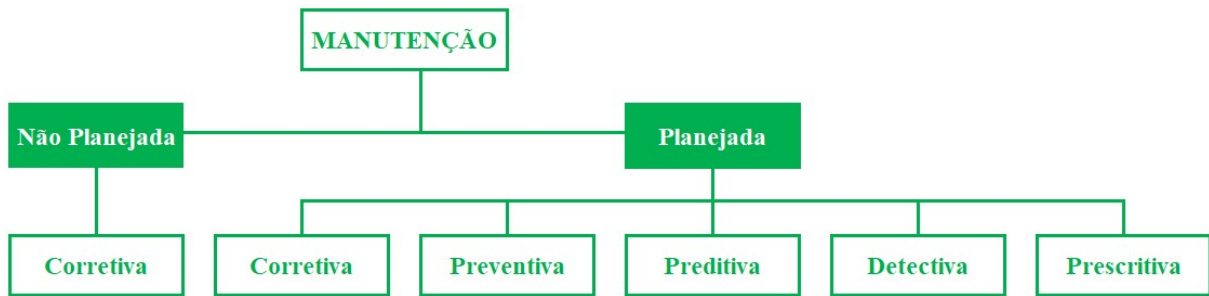 MANUTENÇÃO
Não Planejada
Planejada
Corretiva
Corretiva
Preventiva
Preditiva
Detectiva
Prescritiva